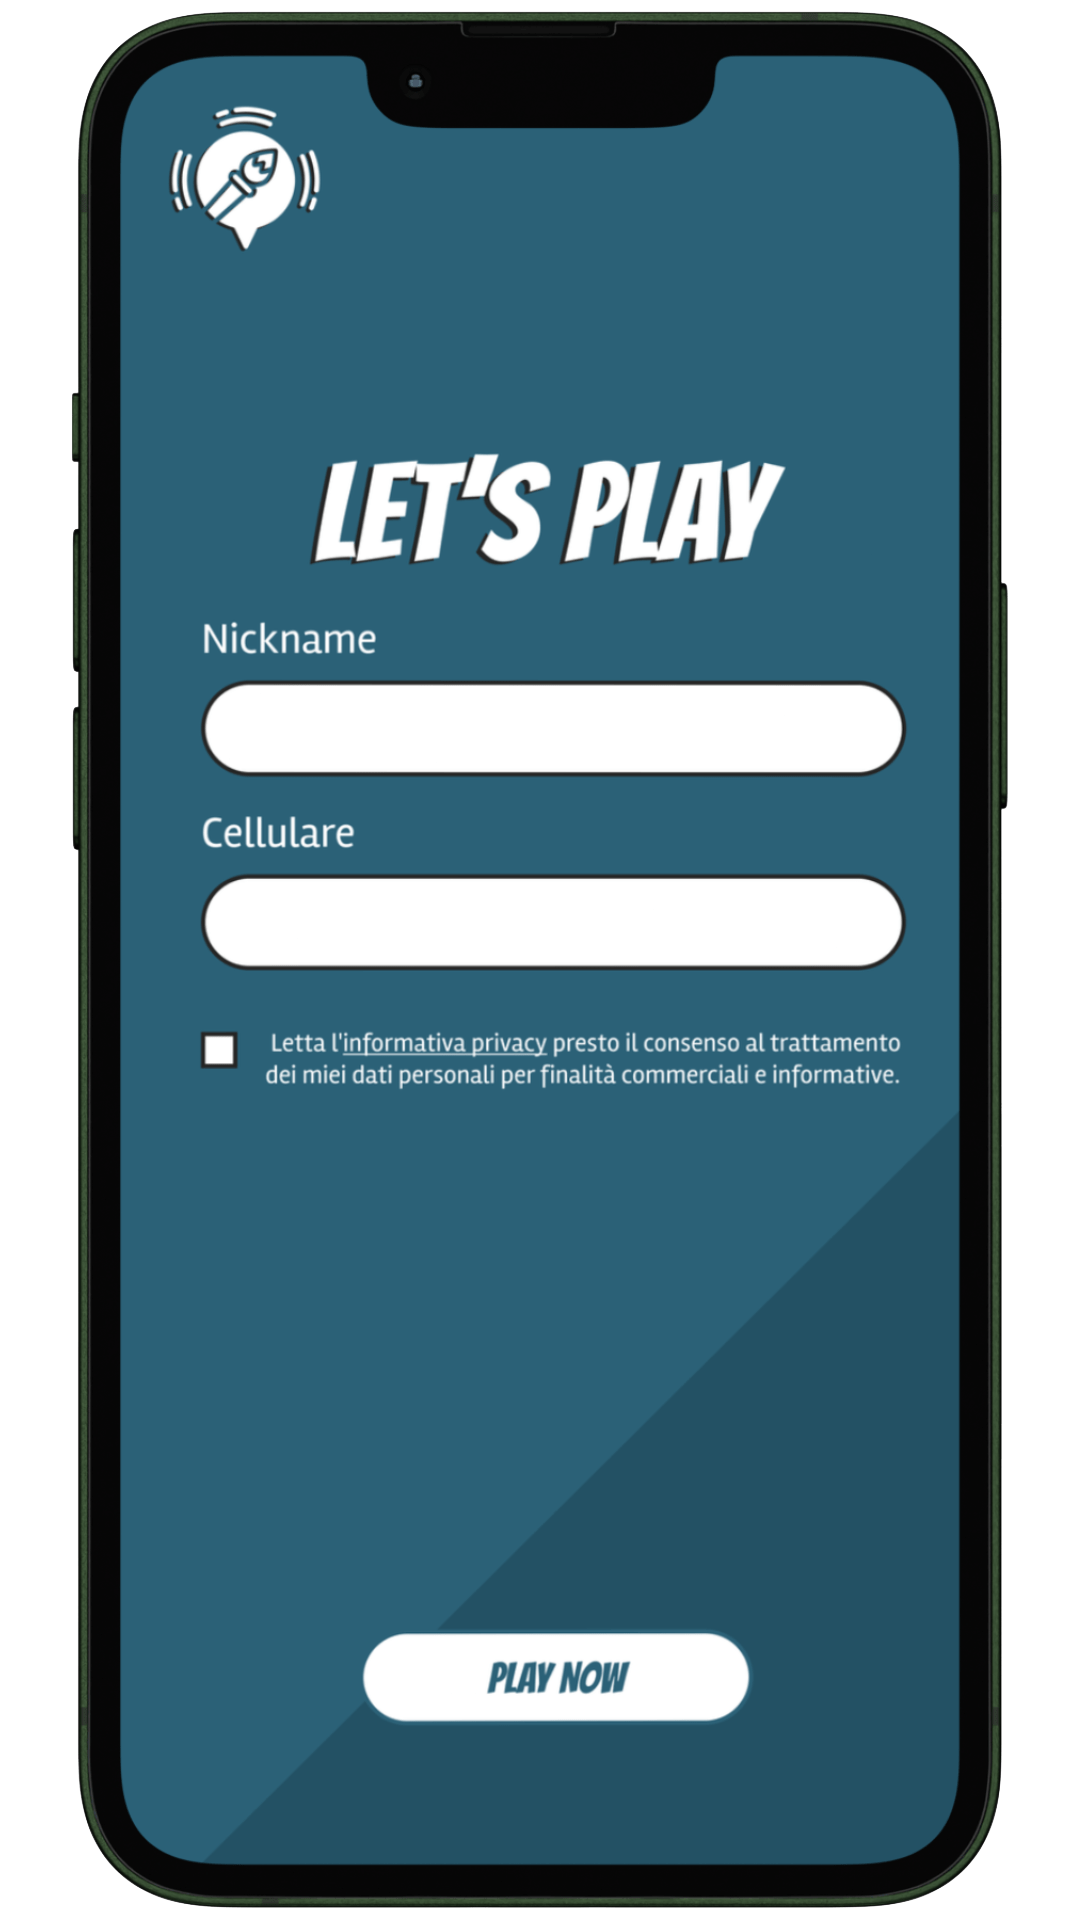 LET'S PLAY
Nickname
Cellulare
Letta l'informativa privacy presto il consenso al trattamento
dei miei dati personali per finalità commerciali e informative.
PLAY NOW